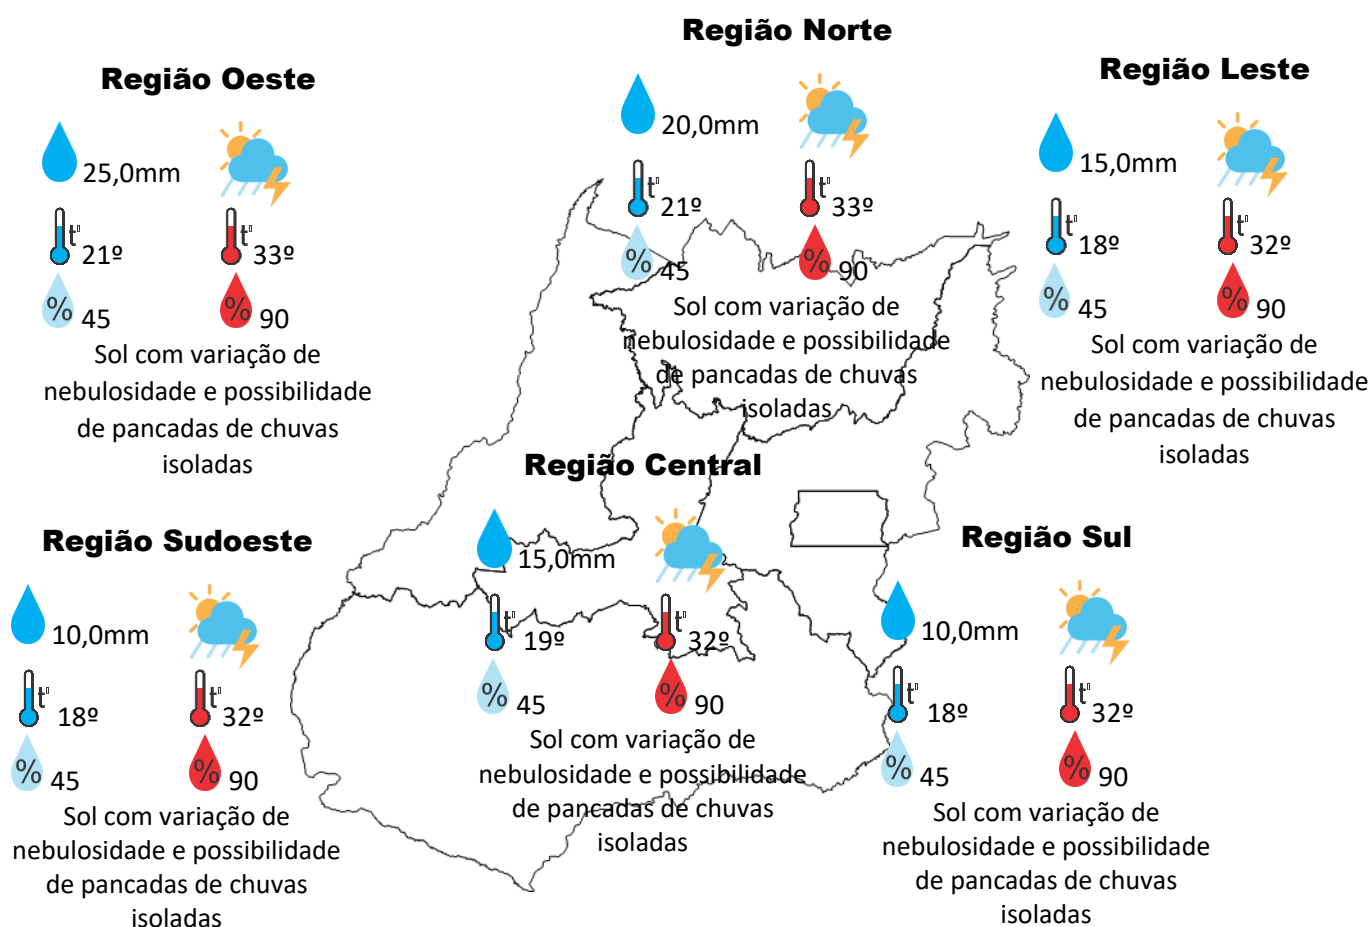 Região Norte
20,0mm
t°
21º
t°
33º
%
45
%
90
Sol com variação de
nebulosidade e possibilidade
de pancadas de chuvas
isoladas
Região Oeste
25,0mm
t°
21º
t°
33º
%
45
%
90
Sol com variação de
nebulosidade e possibilidade
de pancadas de chuvas
isoladas
Região Leste
15,0mm
t°
18º
t°
32º
%
45
%
90
Sol com variação de
nebulosidade e possibilidade
de pancadas de chuvas
isoladas
Região Central
15,0mm
t°
19º
t°
32º
%
45
%
90
Sol com variação de
nebulosidade e possibilidade
de pancadas de chuvas
isoladas
Região Sudoeste
10,0mm
t°
18º
t°
32º
%
45
%
90
Sol com variação de
nebulosidade e possibilidade
de pancadas de chuvas
isoladas
Região Sul
10,0mm
t°
18º
t°
32º
%
45
%
90
Sol com variação de
nebulosidade e possibilidade
de pancadas de chuvas
isoladas